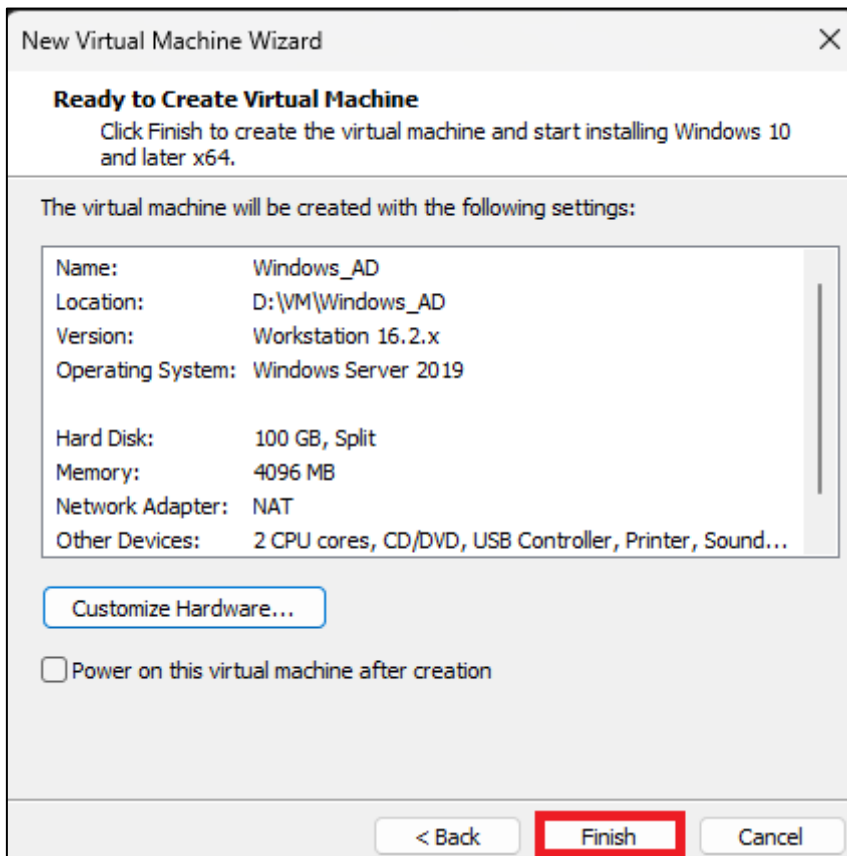 New Virtual Machine Wizard
Ready to Create Virtual Machine
Click Finish to create the virtual machine and start installing Windows 10
and later x64.
The virtual machine will be created with the following settings:
Name: Windows_AD
Location: D:\VM\Windows_AD
Version: Workstation 16.2.x
Operating System: Windows Server 2019
Hard Disk: 100 GB, Split
Memory: 4096 MB
Network Adapter: NAT
Other Devices: 2 CPU cores, CD/DVD, USB Controller, Printer, Sound...
Customize Hardware...
Power on this virtual machine after creation
< Back Finish Cancel